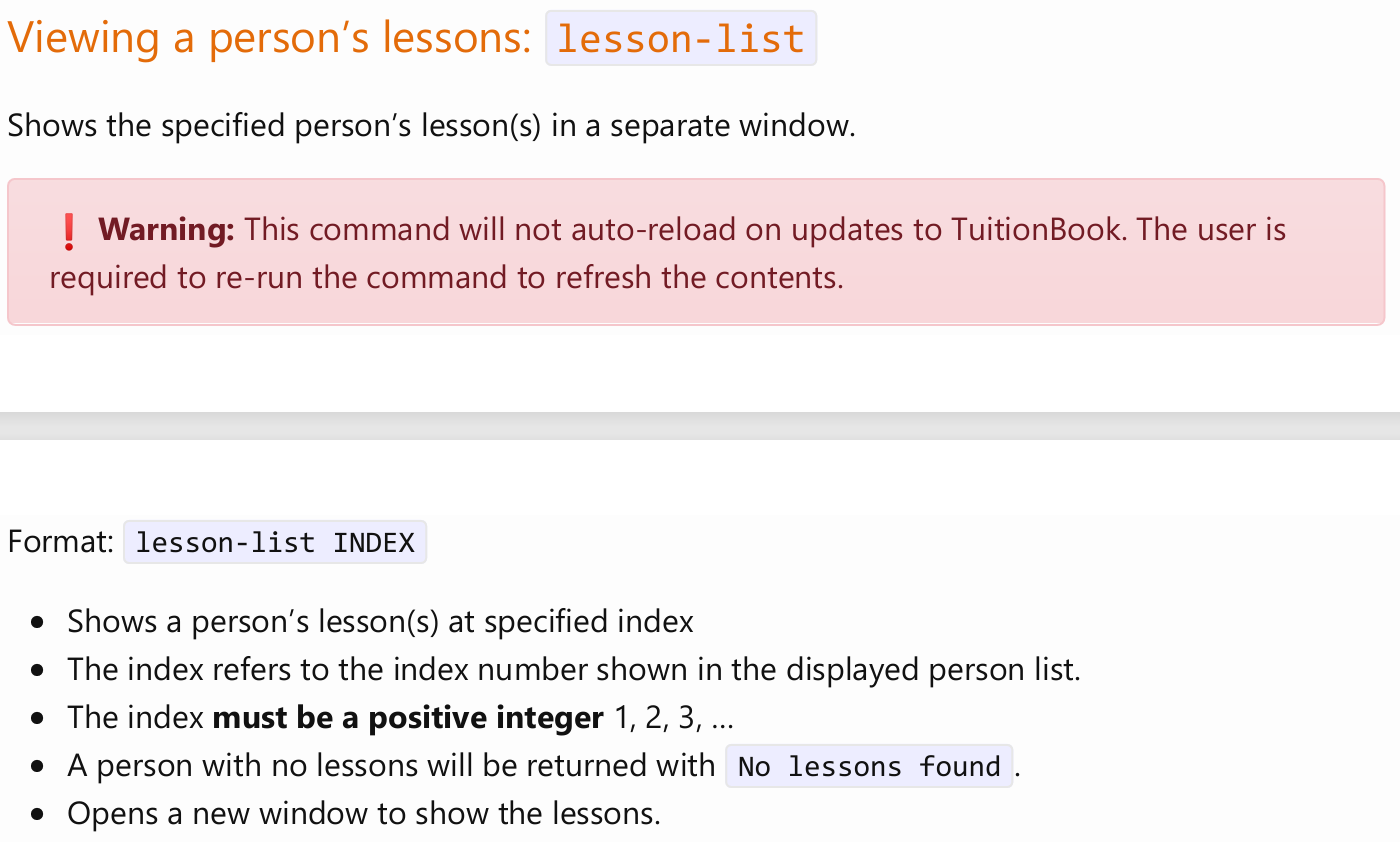 Viewing a person’s lessons: lesson-list
Shows the specified person’s lesson(s) in a separate window.
❗ Warning: This command will not auto-reload on updates to TuitionBook. The user is
required to re-run the command to refresh the contents.
Format: lesson-list INDEX
• Shows a person’s lesson(s) at specified index
• The index refers to the index number shown in the displayed person list.
• The index must be a positive integer 1, 2, 3, …
• A person with no lessons will be returned with No lessons found.
• Opens a new window to show the lessons.